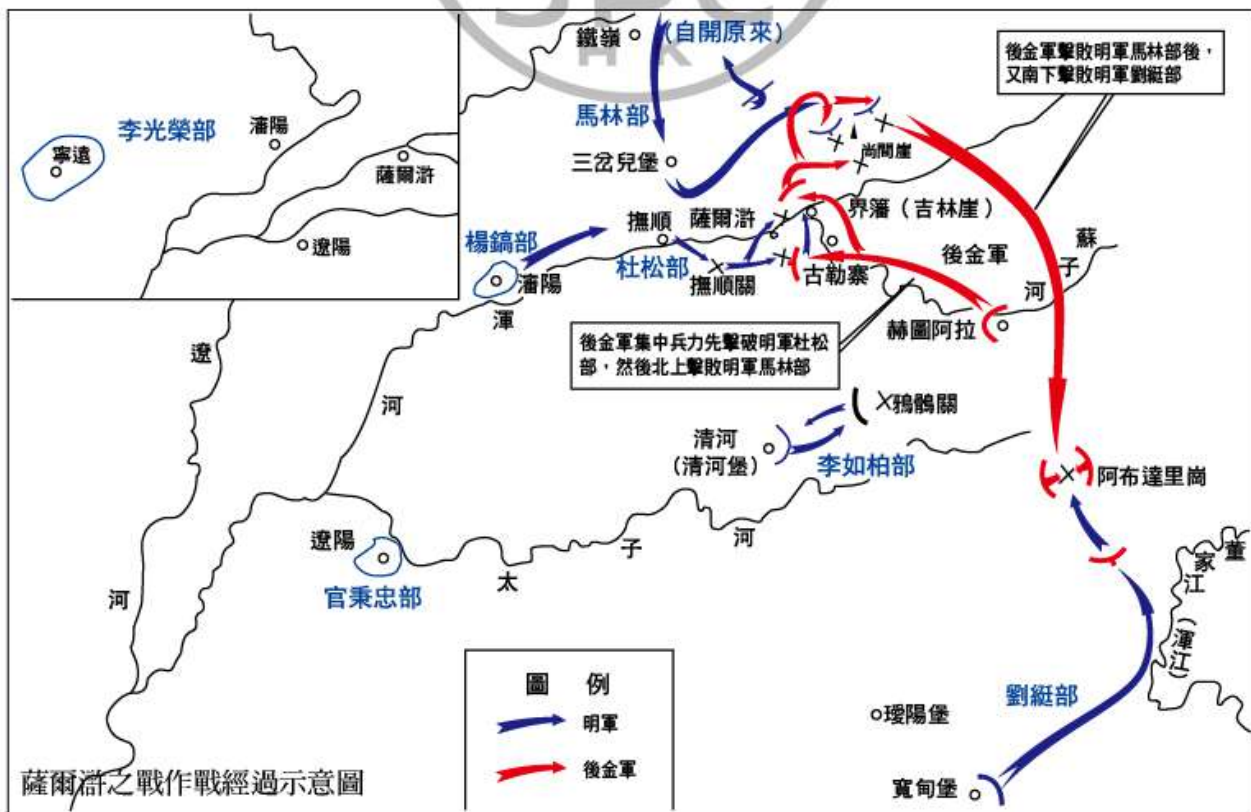 SPC
HK
鐵嶺
(自開原來)
後金軍擊敗明軍馬林部後，
又南下擊敗明軍劉綎部
李光榮部
瀋陽
寧遠
薩爾滸
遼陽
馬林部
三岔兒堡
尚間崖
界藩（吉林崖）
楊鎬部
撫順
薩爾滸
蘇
子
河
後金軍
杜松部
瀋陽
撫順關
古勒寨
赫圖阿拉
渾
河
後金軍集中兵力先擊破明軍杜松
部，然後北上擊敗明軍馬林部
遼
河
鴉鶻關
清河
(清河堡)
李如柏部
阿布達里崗
遼陽
太
子
河
官秉忠部
董
家
江
(渾江)
圖 例
明軍
後金軍
劉綎部
璦陽堡
寬甸堡
薩爾滸之戰作戰經過示意圖